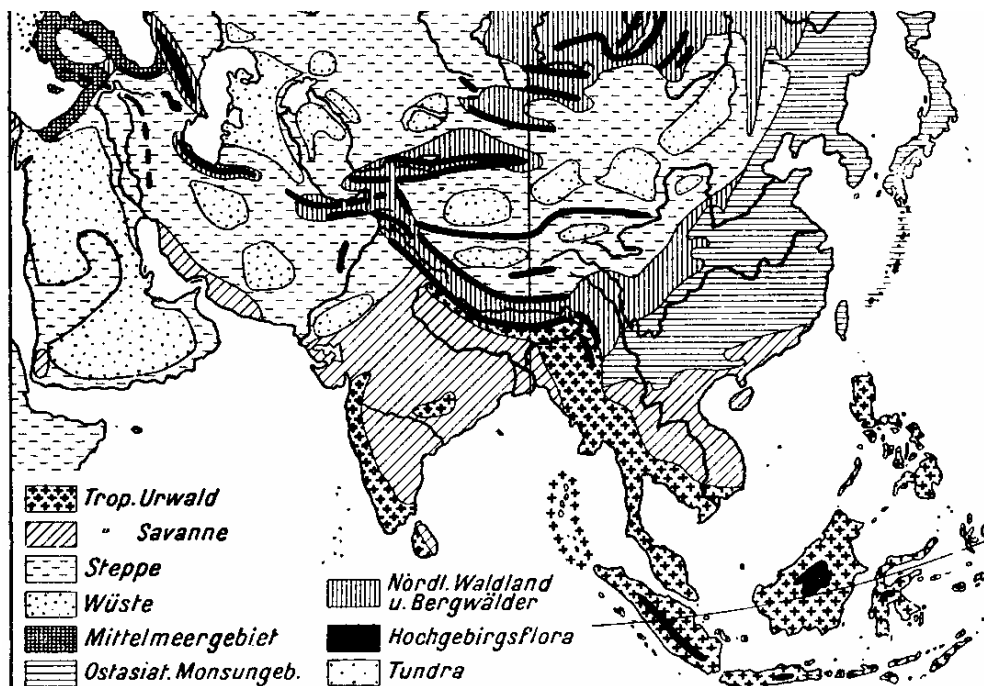 Trop. Urwald
" Savanne
Steppe
Wüste
Mittelmeergebiet
Ostasiat. Monsungeb.
Nördl. Waldland
u. Bergwälder
Hochgebirgsflora
Tundra